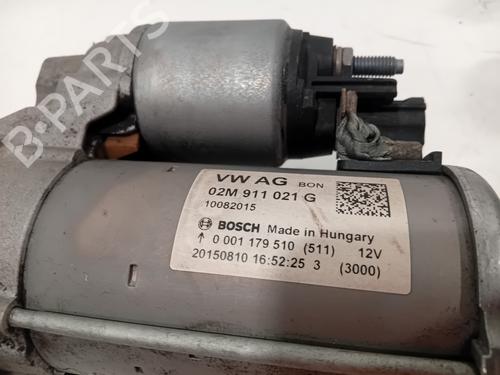 B-PARTS
VW AG BON
02M 911 021 G
10082015
BOSCH Made in Hungary
↑ 0 001 179 510 (511) 12V
20150810 16:52:25 3 (3000)